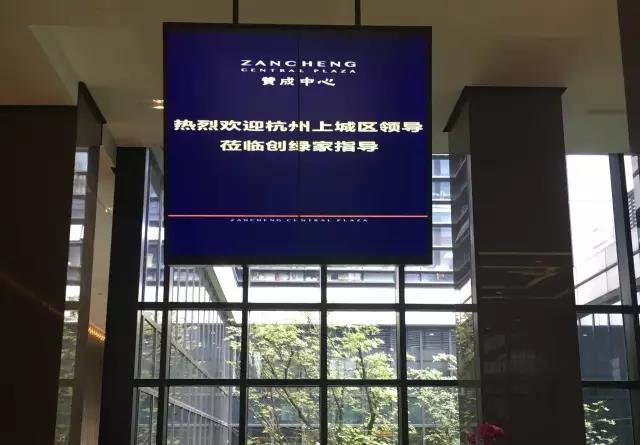 ZANCHENG
CENTRAL PLAZA
赞成中心
热烈欢迎杭州上城区领导
莅临创绿家指导
ZANCHENG CENTRAL PLAZA